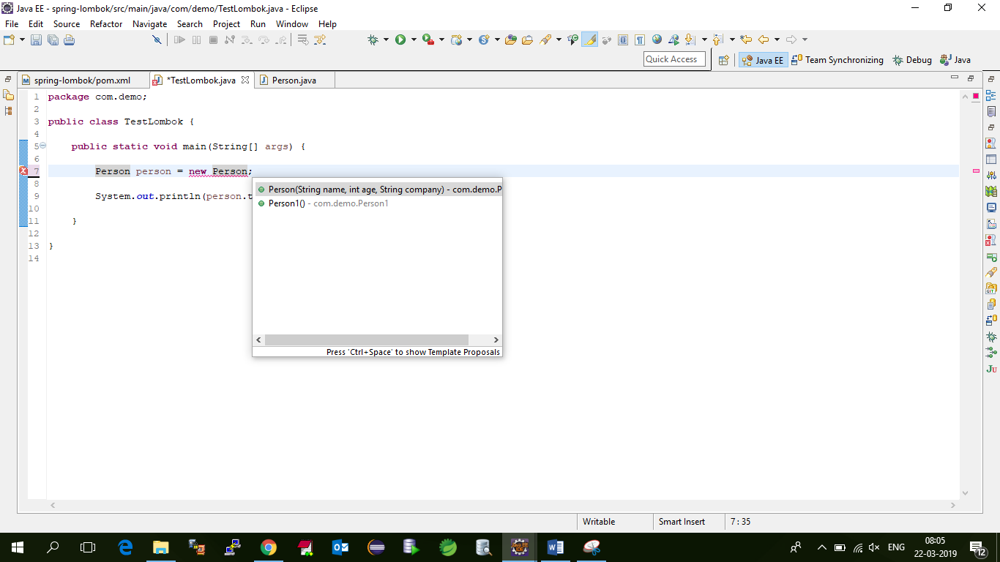 Java EE - spring-lombok/src/main/java/com/demo/TestLombok.java - Eclipse
File Edit Source Refactor Navigate Search Project Run Window Help
Quick Access Java EE Team Synchronizing Debug Java
spring-lombok/pom.xml *TestLombok.java Person.java
1 package com.demo;
2
3 public class TestLombok {
4
5 public static void main(String[] args) {
6
7 Person person = new Person;
8
Person(String name, int age, String company) - com.demo.P
9 System.out.println(person.t
Person1() - com.demo.Person1
10
11 }
12
13 }
14
Press 'Ctrl+Space' to show Template Proposals
Writable Smart Insert 7 : 35
ENG 08:05
22-03-2019 12